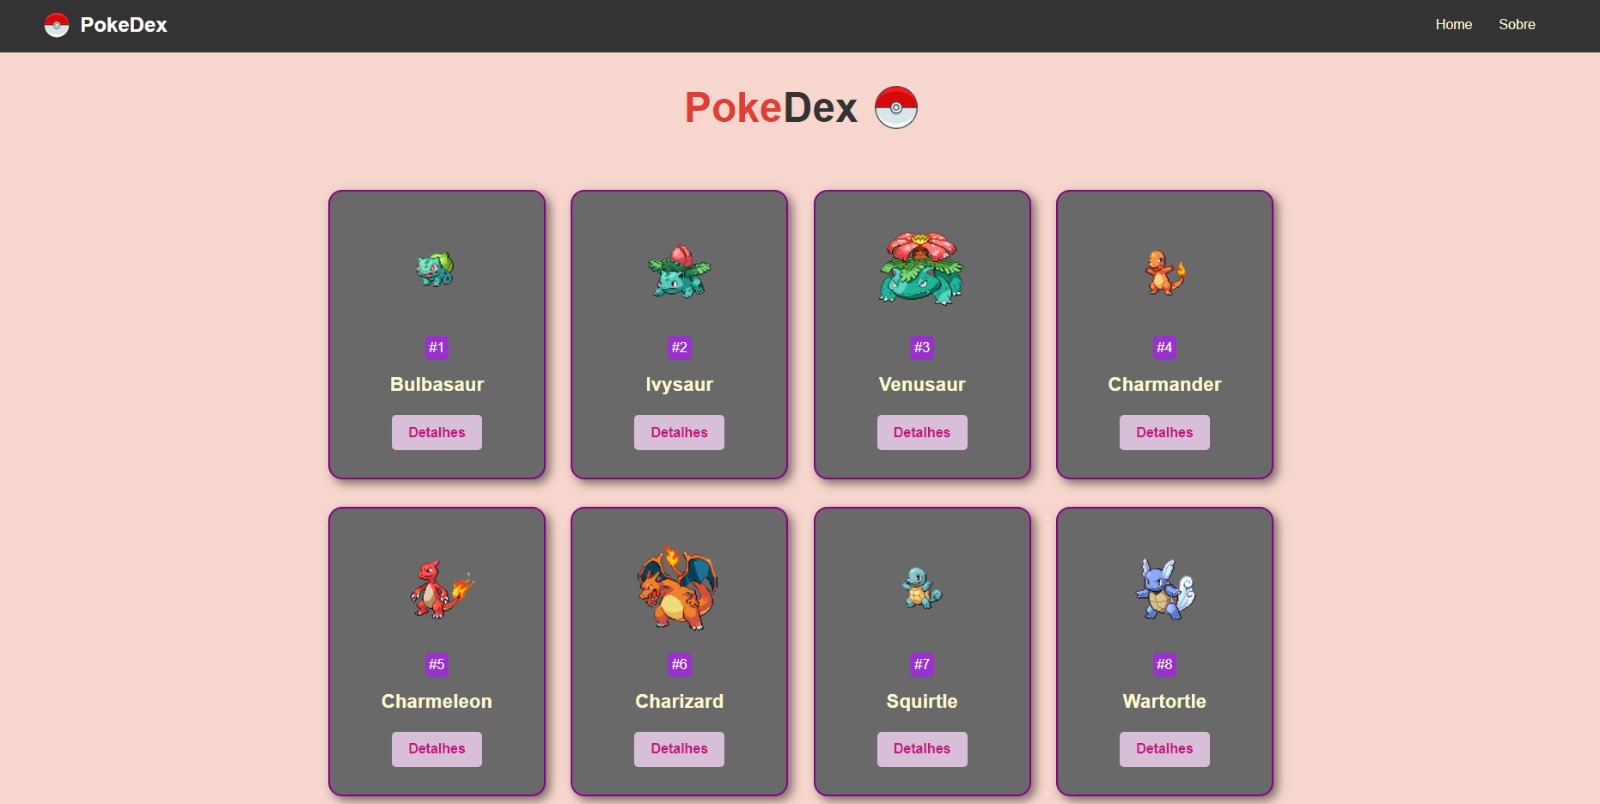 PokeDex
Home Sobre
PokeDex
#1 #2 #3 #4
Bulbasaur Ivysaur Venusaur Charmander
Detalhes Detalhes Detalhes Detalhes
#5 #6 #7 #8
Charmeleon Charizard Squirtle Wartortle
Detalhes Detalhes Detalhes Detalhes